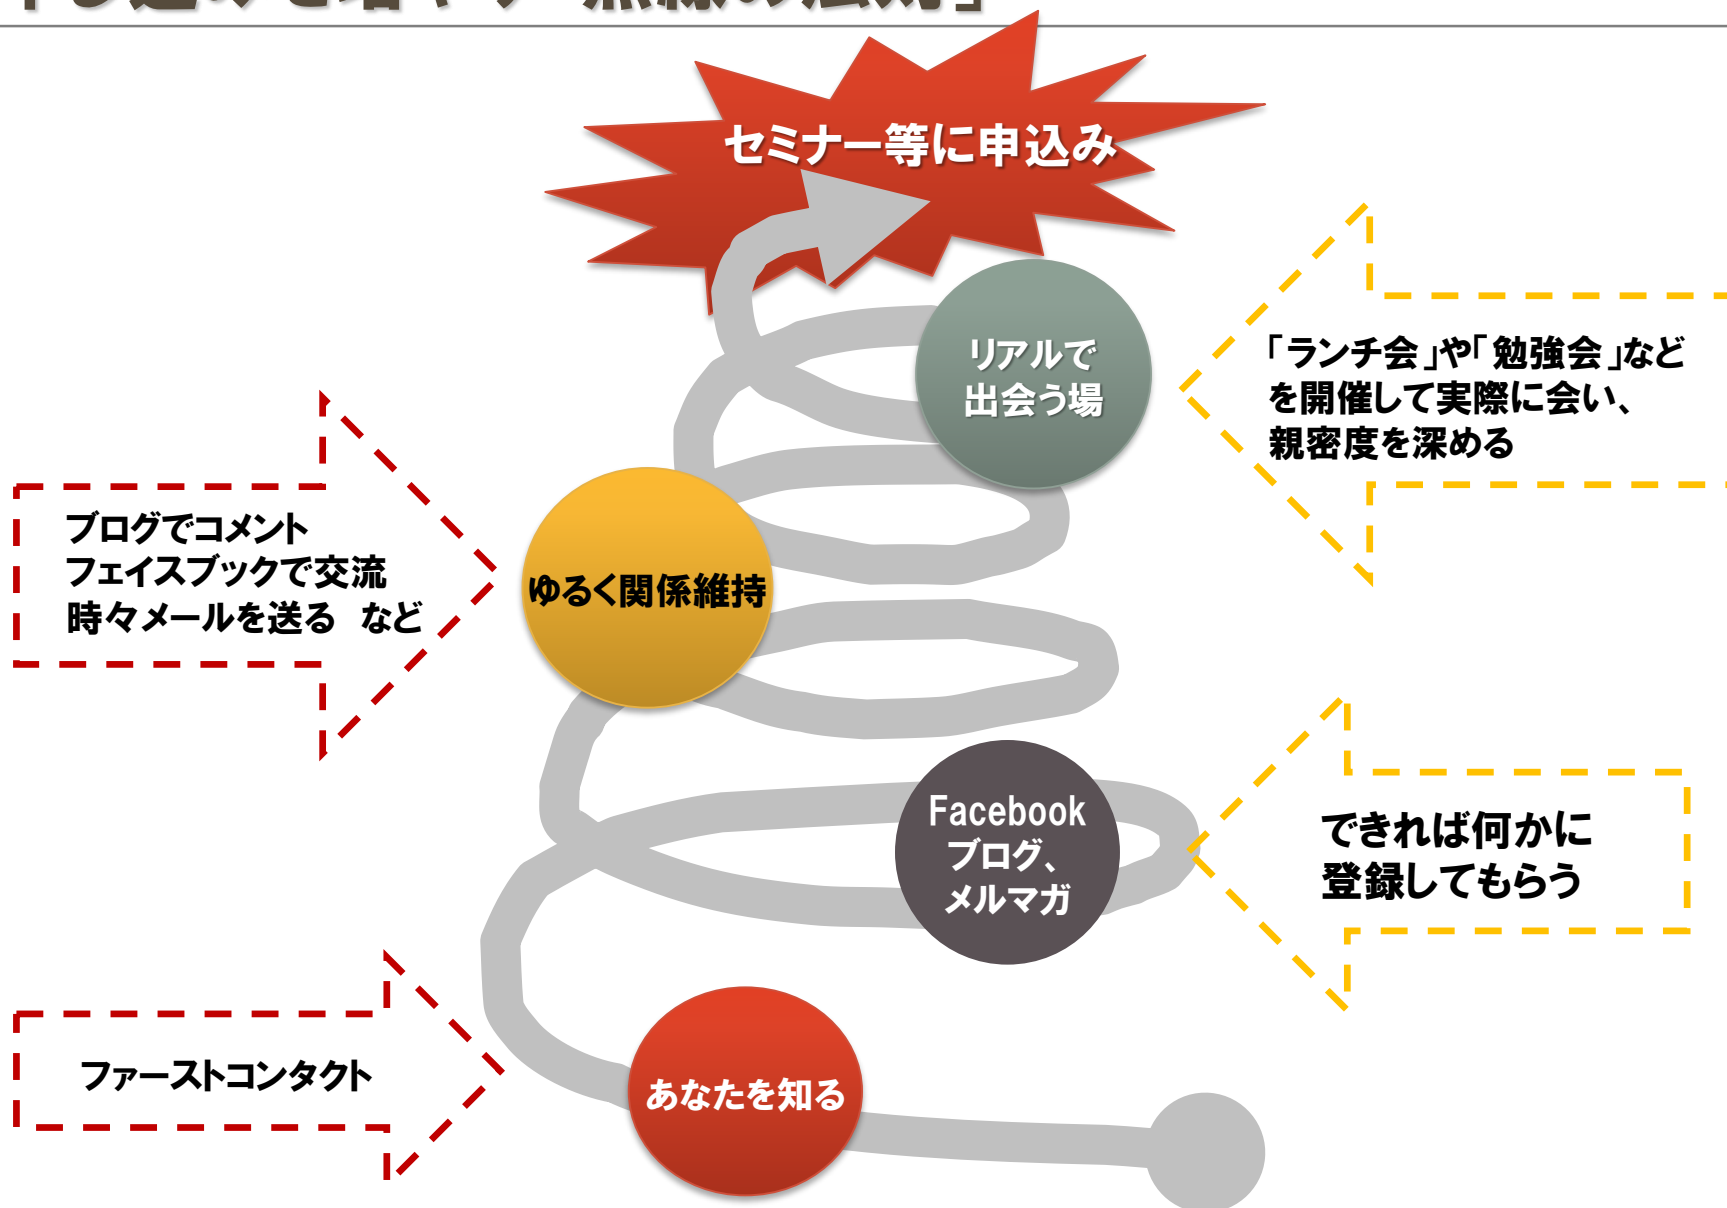 セミナー等に申込み
リアルで
出会う場
「ランチ会」や「勉強会」など
を開催して実際に会い、
親密度を深める
ブログでコメント
フェイスブックで交流
時々メールを送る　など
ゆるく関係維持
Facebook
ブログ、
メルマガ
できれば何かに
登録してもらう
ファーストコンタクト
あなたを知る